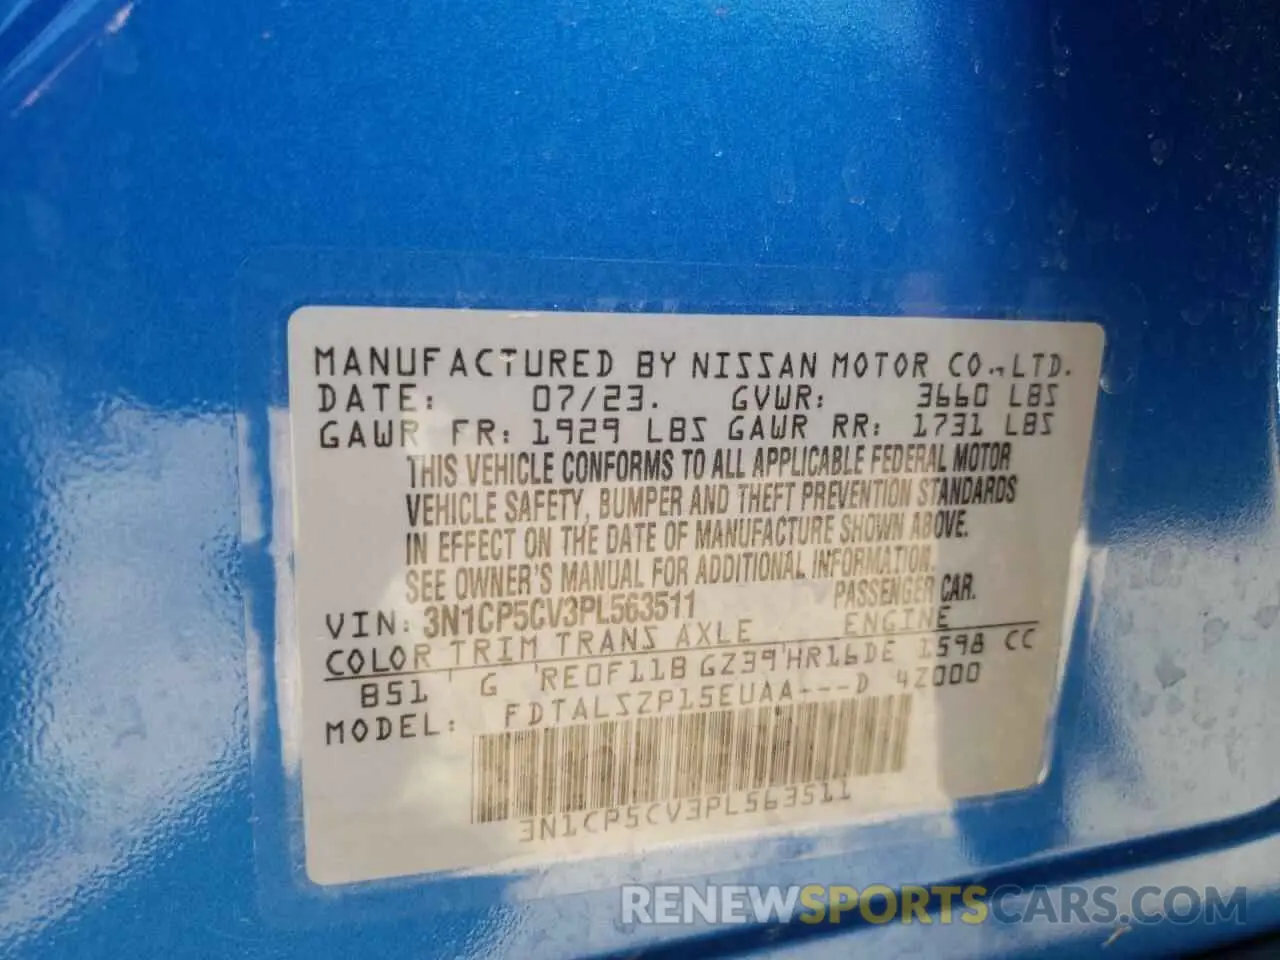 MANUFACTURED BY NISSAN MOTOR CO.,LTD.
DATE: 07/23. GVWR: 3660 LBS
GAWR FR: 1929 LBS GAWR RR: 1731 LBS
THIS VEHICLE CONFORMS TO ALL APPLICABLE FEDERAL MOTOR
VEHICLE SAFETY, BUMPER AND THEFT PREVENTION STANDARDS
IN EFFECT ON THE DATE OF MANUFACTURE SHOWN ABOVE.
SEE OWNER'S MANUAL FOR ADDITIONAL INFORMATION.
VIN: 3N1CP5CV3PL563511 PASSENGER CAR.
COLOR TRIM TRANS AXLE ENGINE
B51 G RE0F11B GZ39 HR16DE 1598 CC
MODEL: FDTALSZP15EUAA---D 4Z000
3N1CP5CV3PL563511
RENEWSPORTSCARS.COM